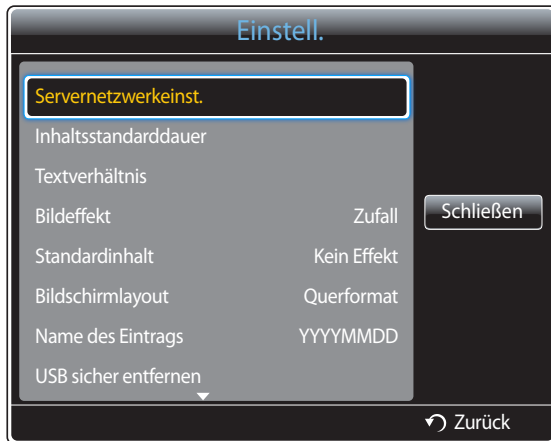 Einstell.
Servernetzwerkeinst.
Inhaltsstandarddauer
Textverhältnis
Bildeffekt Zufall
Standardinhalt Kein Effekt
Bildschirmlayout Querformat
Name des Eintrags YYYYMMDD
USB sicher entfernen
Schließen
Zurück